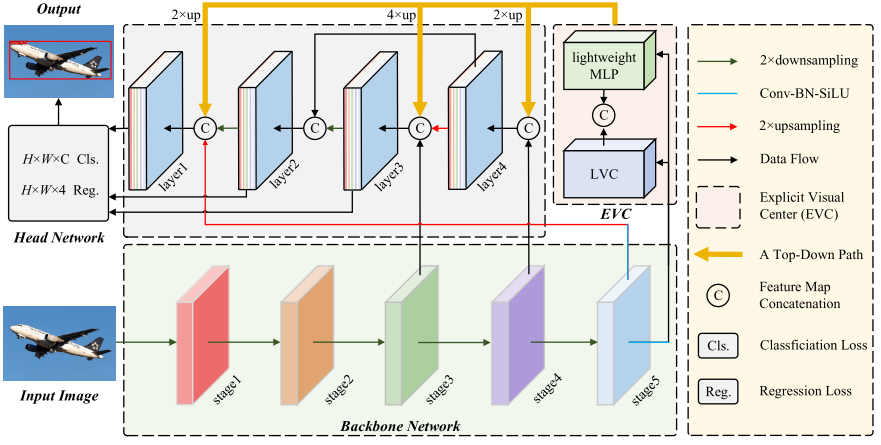 Output
2×up
4×up
2×up
lightweight
MLP
C
LVC
EVC
C
C
C
C
layer1
layer2
layer3
layer4
H×W×C Cls.
H×W×4 Reg.
Head Network
Input Image
stage1
stage2
stage3
stage4
stage5
Backbone Network
2×downsampling
Conv-BN-SiLU
2×upsampling
Data Flow
Explicit Visual
Center (EVC)
A Top-Down Path
C
Feature Map
Concatenation
Cls.
Classficiation Loss
Reg.
Regression Loss